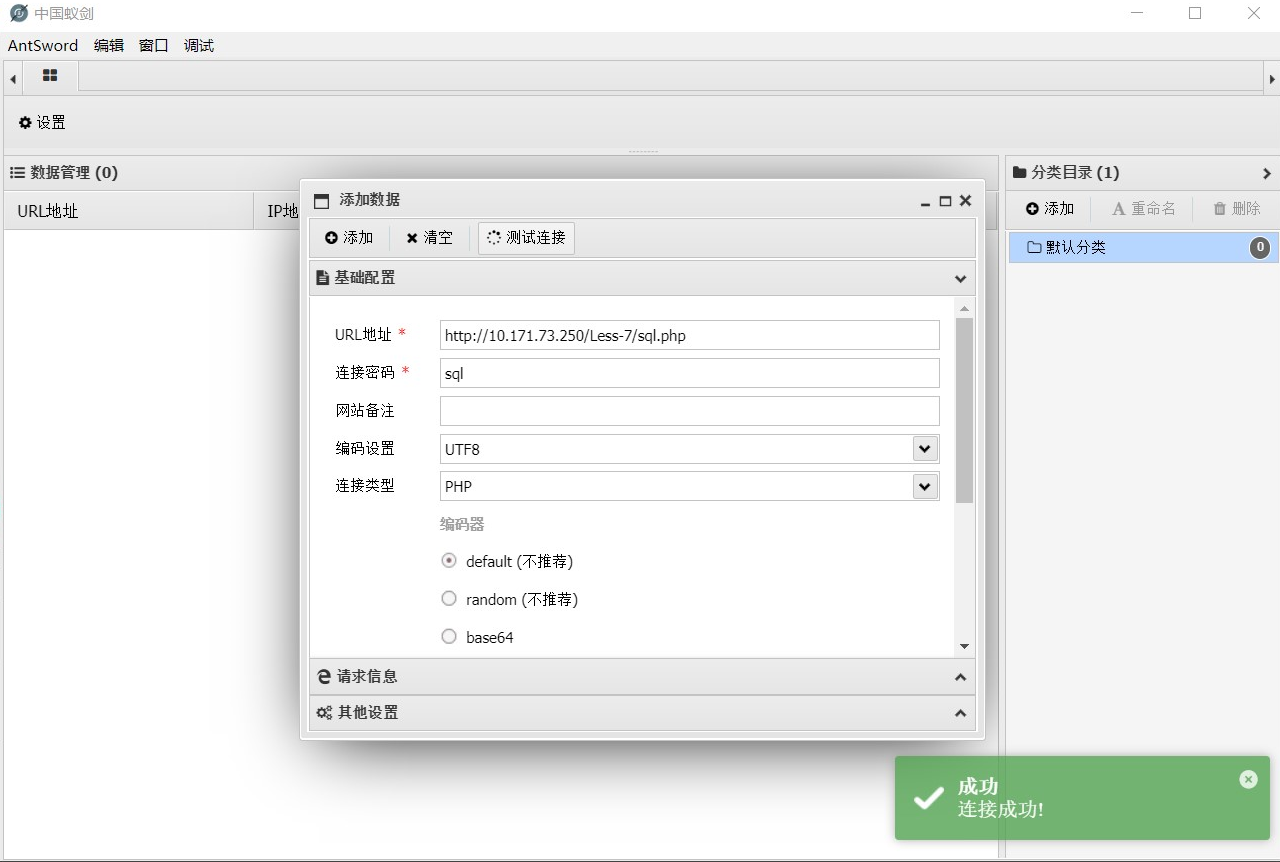 中国蚁剑
AntSword 编辑 窗口 调试
设置
数据管理 (0)
URL地址 IP地
分类目录 (1)
添加 重命名 删除
默认分类 0
添加数据
添加 清空 测试连接
基础配置
URL地址 * http://10.171.73.250/Less-7/sql.php
连接密码 * sql
网站备注
编码设置 UTF8
连接类型 PHP
编码器
default (不推荐)
random (不推荐)
base64
请求信息
其他设置
成功
连接成功!